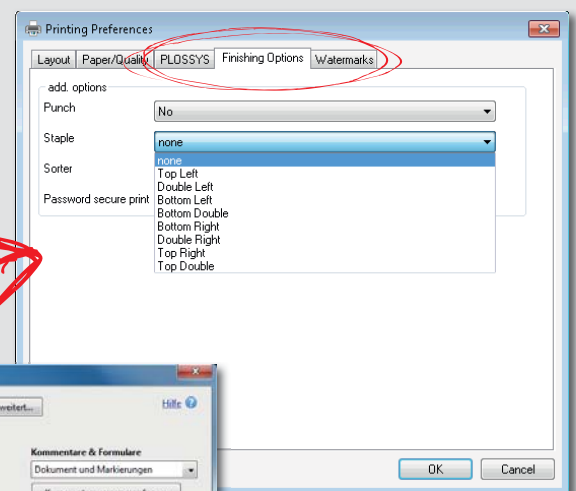 Printing Preferences
Layout Paper/Quality PLOSSYS Finishing Options Watermarks
add. options
Punch No
Staple none
none
Top Left
Double Left
Bottom Left
Bottom Double
Bottom Right
Double Right
Top Right
Top Double
Sorter
Password secure print
weitert...
Hilfe
Kommentare & Formulare
Dokument und Markierungen
OK Cancel